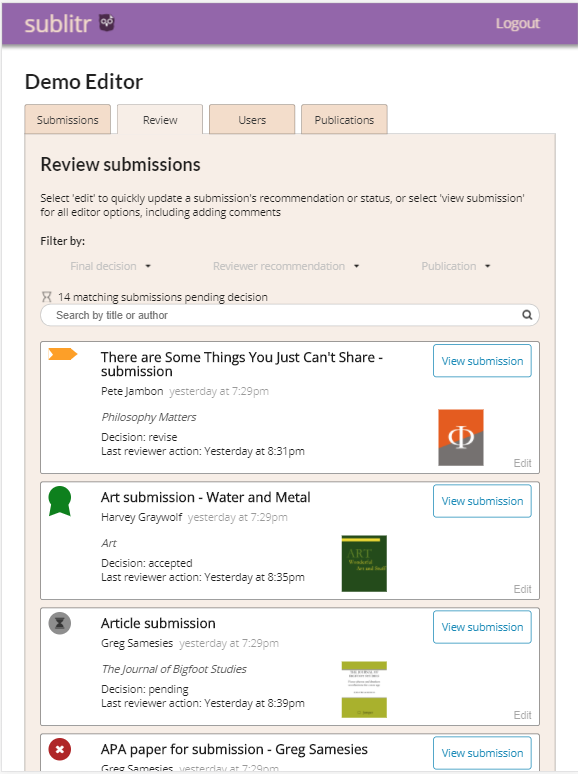 sublitr
Logout
Demo Editor
Submissions
Review
Users
Publications
Review submissions
Select 'edit' to quickly update a submission's recommendation or status, or select 'view submission'
for all editor options, including adding comments
Filter by:
Final decision
Reviewer recommendation
Publication
14 matching submissions pending decision
Search by title or author
There are Some Things You Just Can't Share -
submission
View submission
Pete Jambon yesterday at 7:29pm
Philosophy Matters
Decision: revise
Last reviewer action: Yesterday at 8:31pm
Φ
Edit
Art submission - Water and Metal
View submission
Harvey Graywolf yesterday at 7:29pm
Art
Decision: accepted
Last reviewer action: Yesterday at 8:35pm
ART
Wonderful
Art and Stuff
Edit
Article submission
View submission
Greg Samesies yesterday at 7:29pm
The Journal of Bigfoot Studies
Decision: pending
Last reviewer action: Yesterday at 8:39pm
THE JOURNAL OF
BIGFOOT STUDIES
Edit
APA paper for submission - Greg Samesies
View submission
Greg Samesies yesterday at 7:29pm